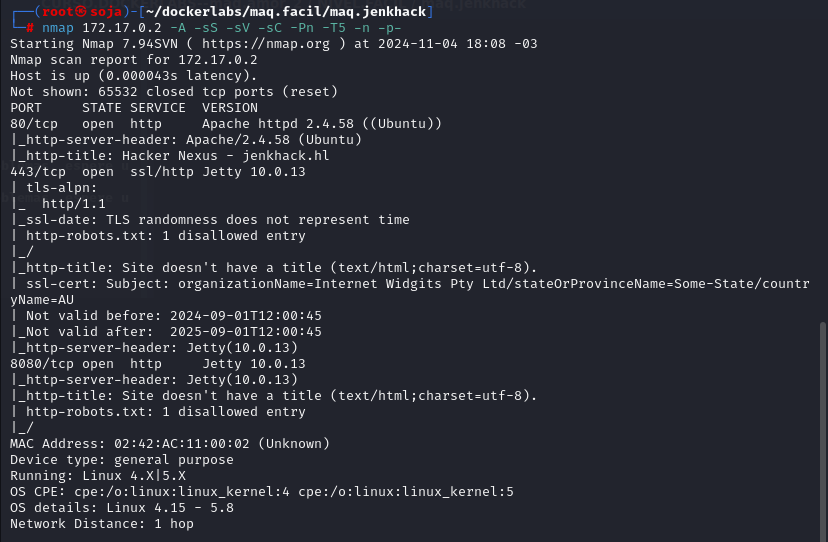 ┌──(root㉿soja)-[~/dockerlabs/maq.facil/maq.jenkhack]
└─# nmap 172.17.0.2 -A -sS -sV -sC -Pn -T5 -n -p-
Starting Nmap 7.94SVN ( https://nmap.org ) at 2024-11-04 18:08 -03
Nmap scan report for 172.17.0.2
Host is up (0.000043s latency).
Not shown: 65532 closed tcp ports (reset)
PORT     STATE SERVICE  VERSION
80/tcp   open  http     Apache httpd 2.4.58 ((Ubuntu))
|_http-server-header: Apache/2.4.58 (Ubuntu)
|_http-title: Hacker Nexus - jenkhack.hl
443/tcp  open  ssl/http Jetty 10.0.13
| tls-alpn:
|_  http/1.1
|_ssl-date: TLS randomness does not represent time
| http-robots.txt: 1 disallowed entry
|_/
|_http-title: Site doesn't have a title (text/html;charset=utf-8).
| ssl-cert: Subject: organizationName=Internet Widgits Pty Ltd/stateOrProvinceName=Some-State/countr
yName=AU
| Not valid before: 2024-09-01T12:00:45
|_Not valid after:  2025-09-01T12:00:45
|_http-server-header: Jetty(10.0.13)
8080/tcp open  http     Jetty 10.0.13
|_http-server-header: Jetty(10.0.13)
|_http-title: Site doesn't have a title (text/html;charset=utf-8).
| http-robots.txt: 1 disallowed entry
|_/
MAC Address: 02:42:AC:11:00:02 (Unknown)
Device type: general purpose
Running: Linux 4.X|5.X
OS CPE: cpe:/o:linux:linux_kernel:4 cpe:/o:linux:linux_kernel:5
OS details: Linux 4.15 - 5.8
Network Distance: 1 hop